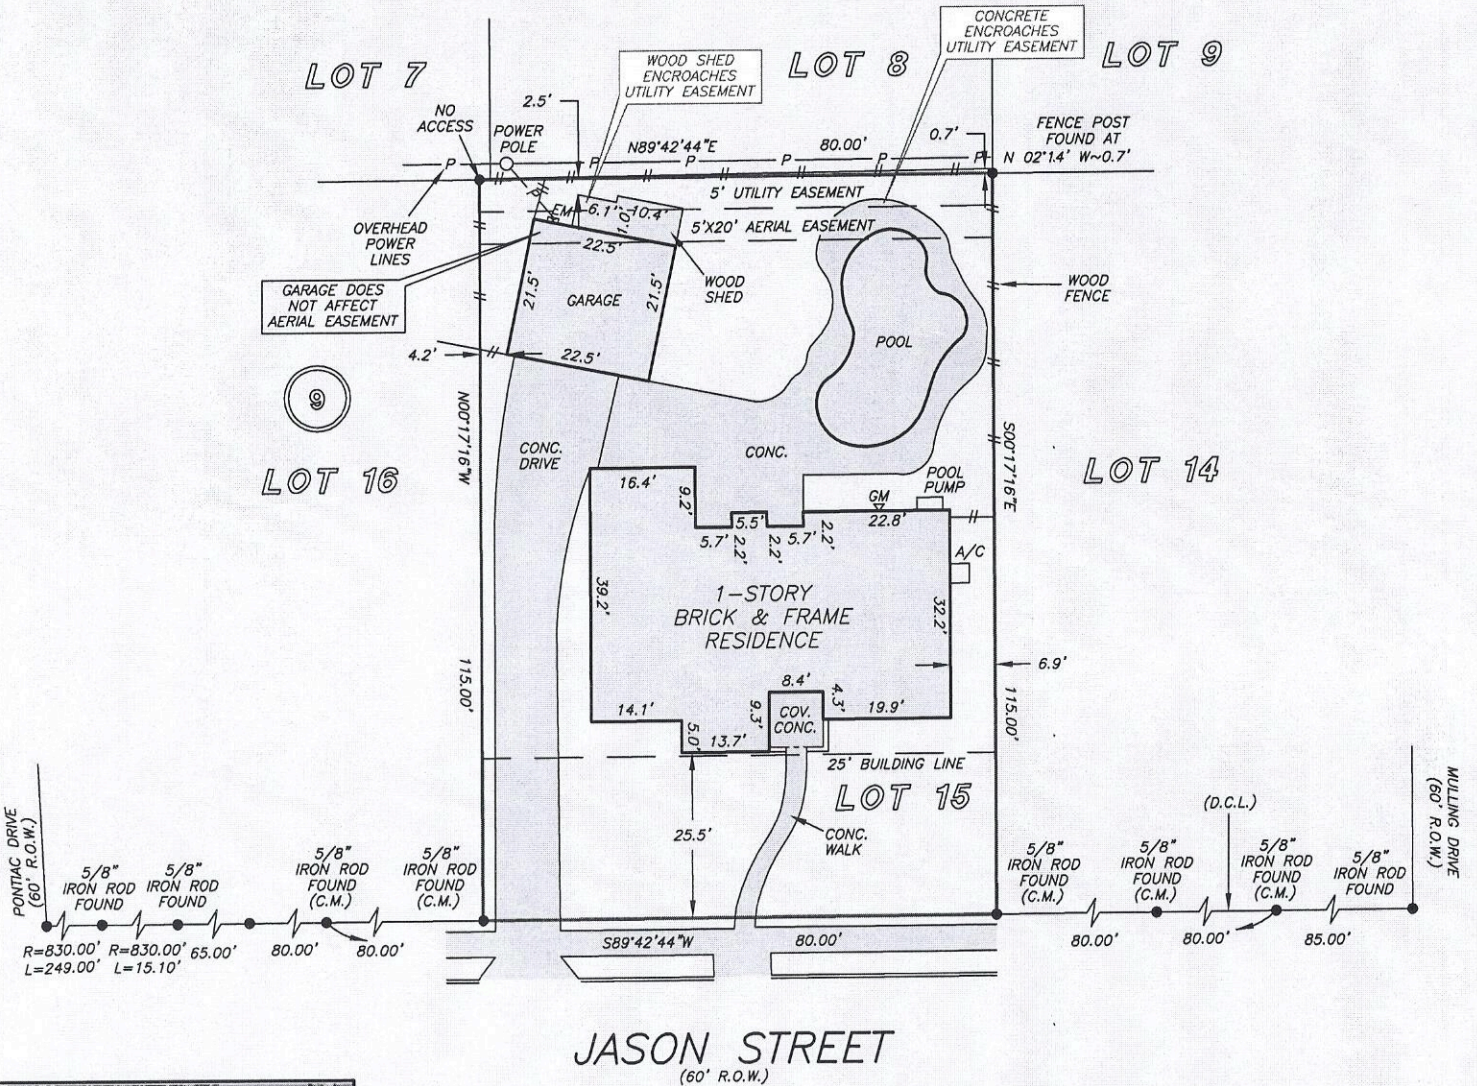 CONCRETE
ENCROACHES
UTILITY EASEMENT
WOOD SHED
ENCROACHES
UTILITY EASEMENT
LOT 7
LOT 8
LOT 9
NO
ACCESS
POWER
POLE
2.5'
N89°42'44"E
80.00'
0.7'
FENCE POST
FOUND AT
N 02°14' W~0.7'
P
P
P
P
P
P
5' UTILITY EASEMENT
P
EM
6.1'
1.0'
10.4'
5'X20' AERIAL EASEMENT
OVERHEAD
POWER
LINES
22.5'
WOOD
SHED
GARAGE DOES
NOT AFFECT
AERIAL EASEMENT
21.5'
GARAGE
21.5'
WOOD
FENCE
POOL
4.2'
22.5'
9
N00°17'16"W
S00°17'16"E
LOT 16
CONC.
DRIVE
CONC.
LOT 14
POOL
PUMP
16.4'
9.2'
GM
5.5'
22.8'
5.7'
2.2'
2.2'
5.7'
2.2'
A/C
39.2'
1-STORY
BRICK & FRAME
RESIDENCE
32.2'
6.9'
115.00'
115.00'
8.4'
4.3'
14.1'
9.3'
COV.
CONC.
19.9'
5.0'
13.7'
25' BUILDING LINE
LOT 15
25.5'
CONC.
WALK
PONTIAC DRIVE
(60' R.O.W.)
5/8"
IRON ROD
FOUND
5/8"
IRON ROD
FOUND
5/8"
IRON ROD
FOUND
(C.M.)
5/8"
IRON ROD
FOUND
(C.M.)
5/8"
IRON ROD
FOUND
(C.M.)
5/8"
IRON ROD
FOUND
(C.M.)
(D.C.L.)
5/8"
IRON ROD
FOUND
(C.M.)
5/8"
IRON ROD
FOUND
MULLING DRIVE
(60' R.O.W.)
R=830.00'
L=249.00'
R=830.00'
L=15.10'
65.00'
80.00'
80.00'
S89°42'44"W
80.00'
80.00'
80.00'
85.00'
JASON STREET
(60' R.O.W.)